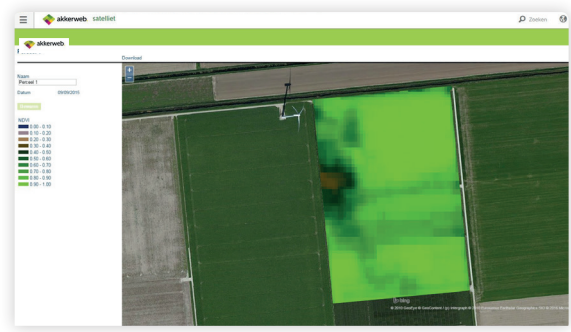 akkerweb. satelliet
Zoeken
akkerweb.
Download
Naam
Perceel 1
Datum 09/09/2015
NDVI
0.00 - 0.10
0.10 - 0.20
0.20 - 0.30
0.30 - 0.40
0.40 - 0.50
0.50 - 0.60
0.60 - 0.70
0.70 - 0.80
0.80 - 0.90
0.90 - 1.00
bing